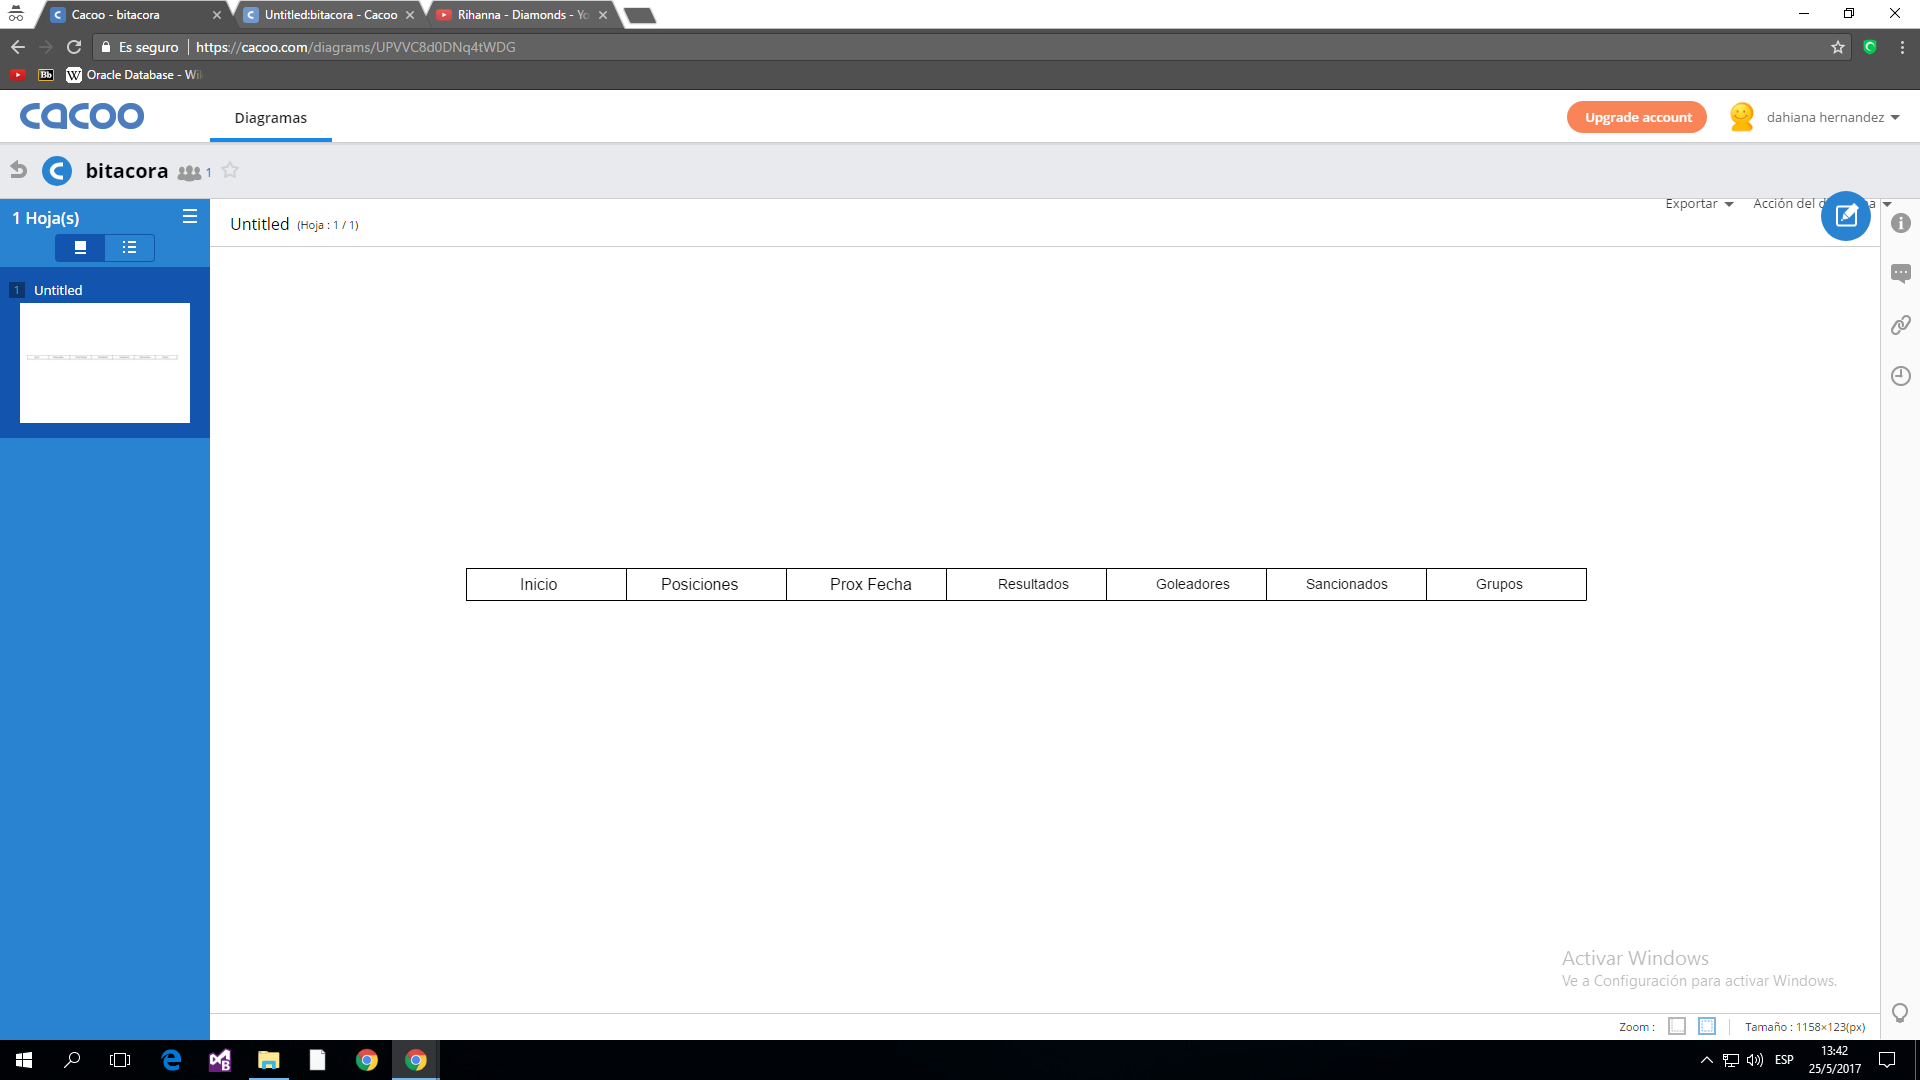 Cacoo - bitacora
Untitled:bitacora - Cacoo
Rihanna - Diamonds - Yo
Es seguro
https://cacoo.com/diagrams/UPVVC8d0DNq4tWDG
Bb
W Oracle Database - Wi
cacoo
Diagramas
Upgrade account
dahiana hernandez
bitacora
1
1 Hoja(s)
Untitled (Hoja : 1 / 1)
Exportar
Acción del d
a
1 Untitled
Inicio
Posiciones
Prox Fecha
Resultados
Goleadores
Sancionados
Grupos
Activar Windows
Ve a Configuración para activar Windows.
Zoom :
Tamaño : 1158×123(px)
ESP
13:42
25/5/2017